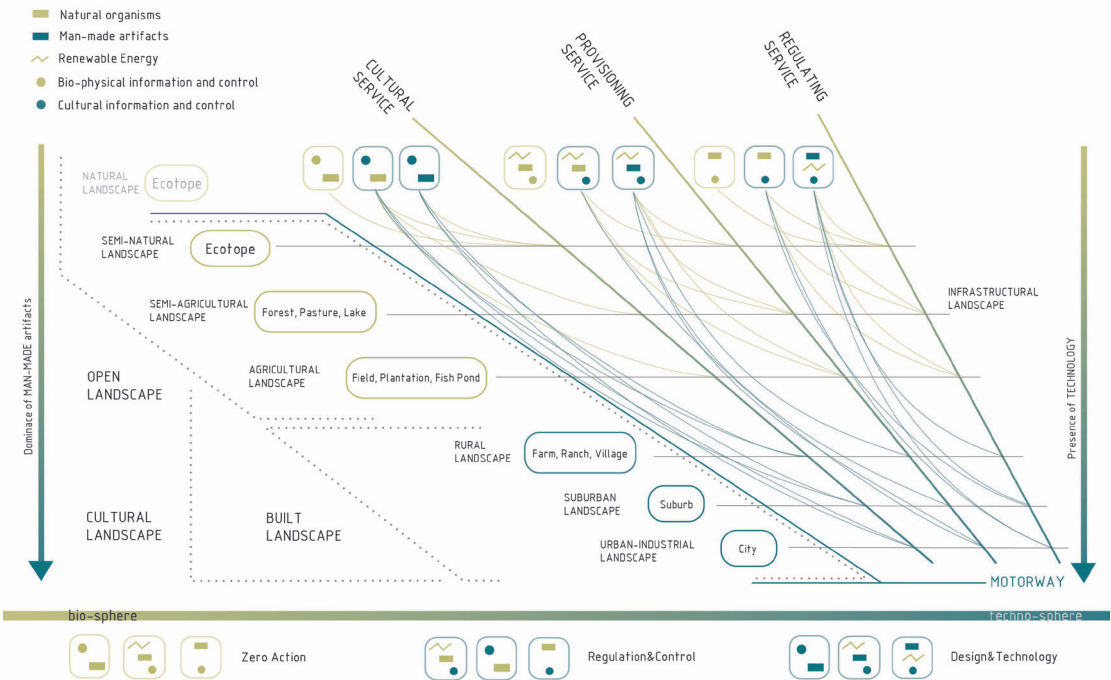 Natural organisms
Man-made artifacts
Renewable Energy
Bio-physical information and control
Cultural information and control
CULTURAL
SERVICE
PROVISIONING
SERVICE
REGULATING
SERVICE
NATURAL
LANDSCAPE
Ecotope
SEMI-NATURAL
LANDSCAPE
Ecotope
SEMI-AGRICULTURAL
LANDSCAPE
Forest, Pasture, Lake
INFRASTRUCTURAL
LANDSCAPE
AGRICULTURAL
LANDSCAPE
Field, Plantation, Fish Pond
OPEN
LANDSCAPE
RURAL
LANDSCAPE
Farm, Ranch, Village
SUBURBAN
LANDSCAPE
Suburb
CULTURAL
LANDSCAPE
BUILT
LANDSCAPE
URBAN-INDUSTRIAL
LANDSCAPE
City
MOTORWAY
Dominace of MAN-MADE artifacts
Presence of TECHNOLOGY
bio-sphere
techno-sphere
Zero Action
Regulation&Control
Design&Technology